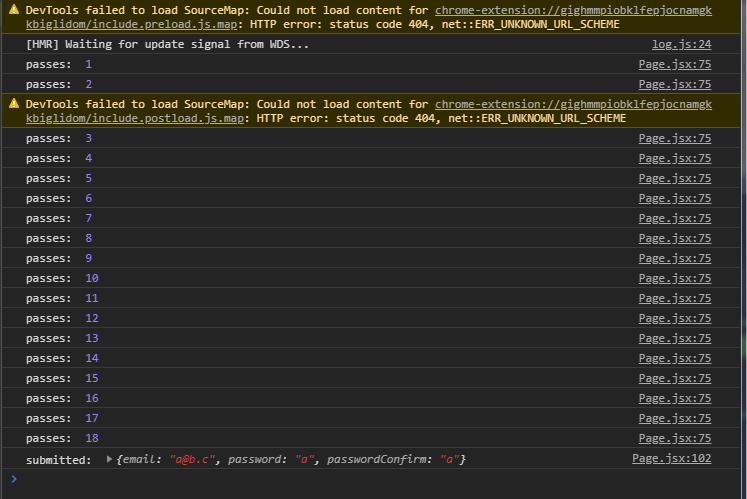 DevTools failed to load SourceMap: Could not load content for chrome-extension://gighmmpiobklfepjocnamgk
kbiglidom/include.preload.js.map: HTTP error: status code 404, net::ERR_UNKNOWN_URL_SCHEME
[HMR] Waiting for update signal from WDS... log.js:24
passes: 1 Page.jsx:75
passes: 2 Page.jsx:75
DevTools failed to load SourceMap: Could not load content for chrome-extension://gighmmpiobklfepjocnamgk
kbiglidom/include.postload.js.map: HTTP error: status code 404, net::ERR_UNKNOWN_URL_SCHEME
passes: 3 Page.jsx:75
passes: 4 Page.jsx:75
passes: 5 Page.jsx:75
passes: 6 Page.jsx:75
passes: 7 Page.jsx:75
passes: 8 Page.jsx:75
passes: 9 Page.jsx:75
passes: 10 Page.jsx:75
passes: 11 Page.jsx:75
passes: 12 Page.jsx:75
passes: 13 Page.jsx:75
passes: 14 Page.jsx:75
passes: 15 Page.jsx:75
passes: 16 Page.jsx:75
passes: 17 Page.jsx:75
passes: 18 Page.jsx:75
submitted: {email: "a@b.c", password: "a", passwordConfirm: "a"} Page.jsx:102